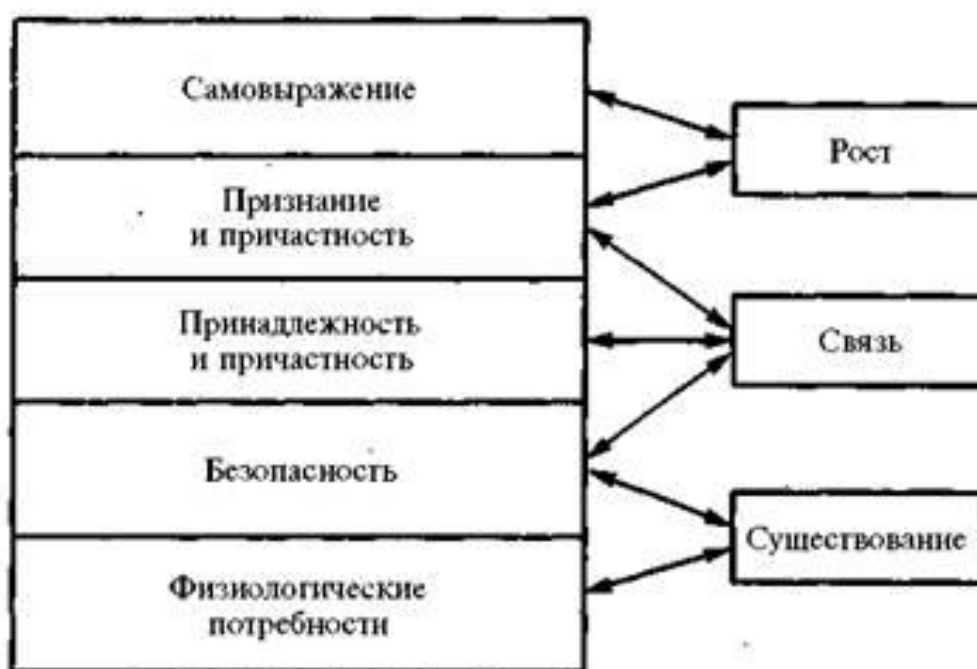 Самовыражение
Признание
и причастность
Принадлежность
и причастность
Безопасность
Физиологические
потребности
Рост
Связь
Существование